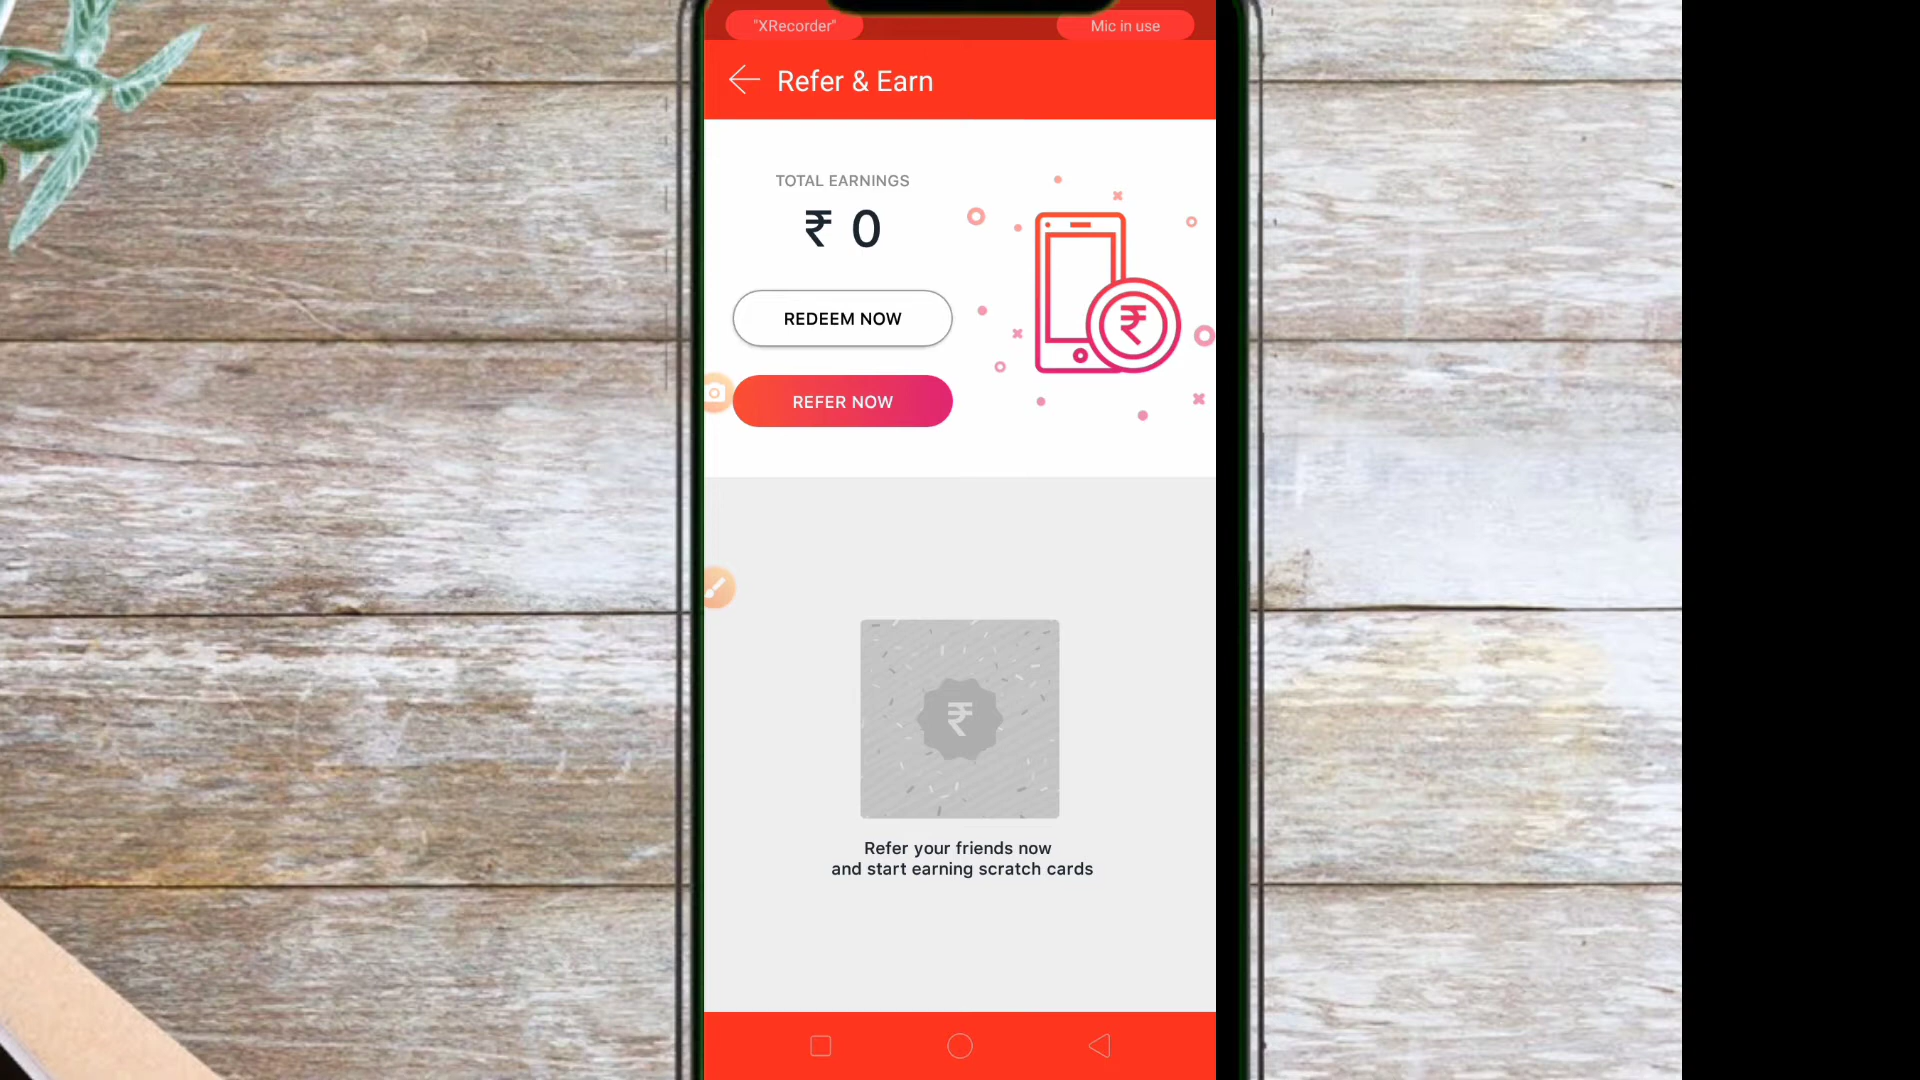 "XRecorder"
Mic in use
Refer & Earn
TOTAL EARNINGS
₹ 0
REDEEM NOW
REFER NOW
₹
₹
Refer your friends now
and start earning scratch cards